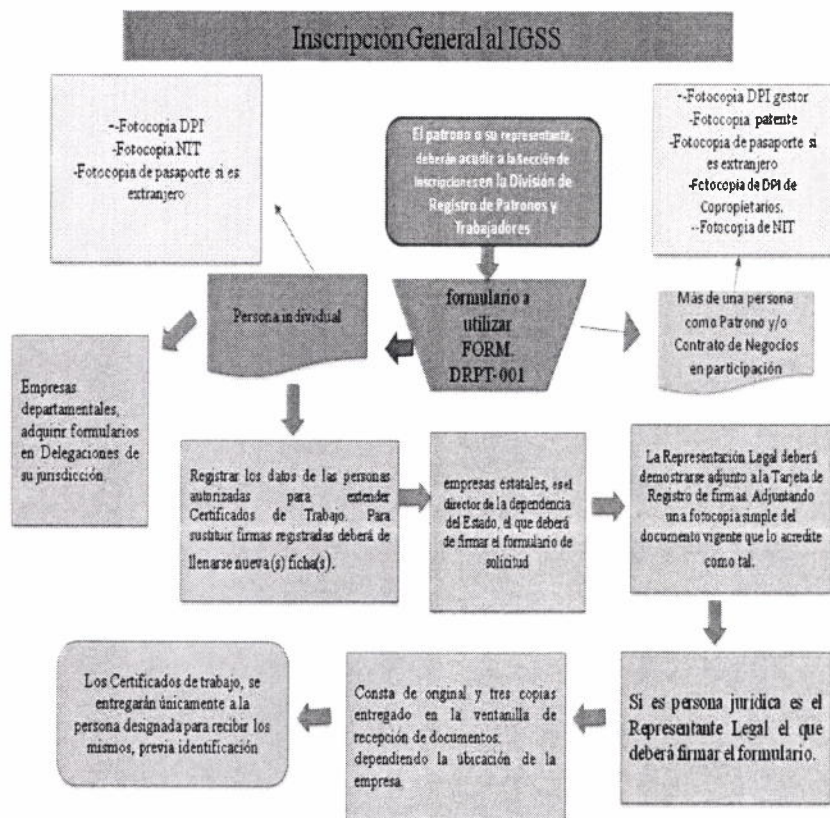 Inscripción General al IGSS
--Fotocopia DPI
-Fotocopia NIT
-Fotocopia de pasaporte si es
extranjero
El patrono o su representante,
deberán acudir a la Sección de
Inscripciones en la División de
Registro de Patronos y
Trabajadores
--Fotocopia DPI gestor
-Fotocopia patente
-Fotocopia de pasaporte si
es extranjero
-Fotocopia de DPI de
Copropietarios.
--Fotocopia de NIT
Persona individual
formulario a
utilizar
FORM.
DRPT-001
Más de una persona
como Patrono y/o
Contrato de Negocios
en participación
Empresas
departamentales,
adquirir formularios
en Delegaciones de
su jurisdicción.
Registrar los datos de las personas
autorizadas para extender
Certificados de Trabajo. Para
sustituir firmas registradas deberá de
llenarse nueva(s) ficha(s).
empresas estatales, es el
director de la dependencia
del Estado, el que deberá
de firmar el formulario de
solicitud
La Representación Legal deberá
demostrarse adjunto a la Tarjeta de
Registro de firmas. Adjuntando
una fotocopia simple del
documento vigente que lo acredite
como tal.
Los Certificados de trabajo, se
entregarán únicamente a la
persona designada para recibir los
mismos, previa identificación
Consta de original y tres copias
entregado en la ventanilla de
recepción de documentos.
dependiendo la ubicación de la
empresa.
Si es persona jurídica es el
Representante Legal el que
deberá firmar el formulario.